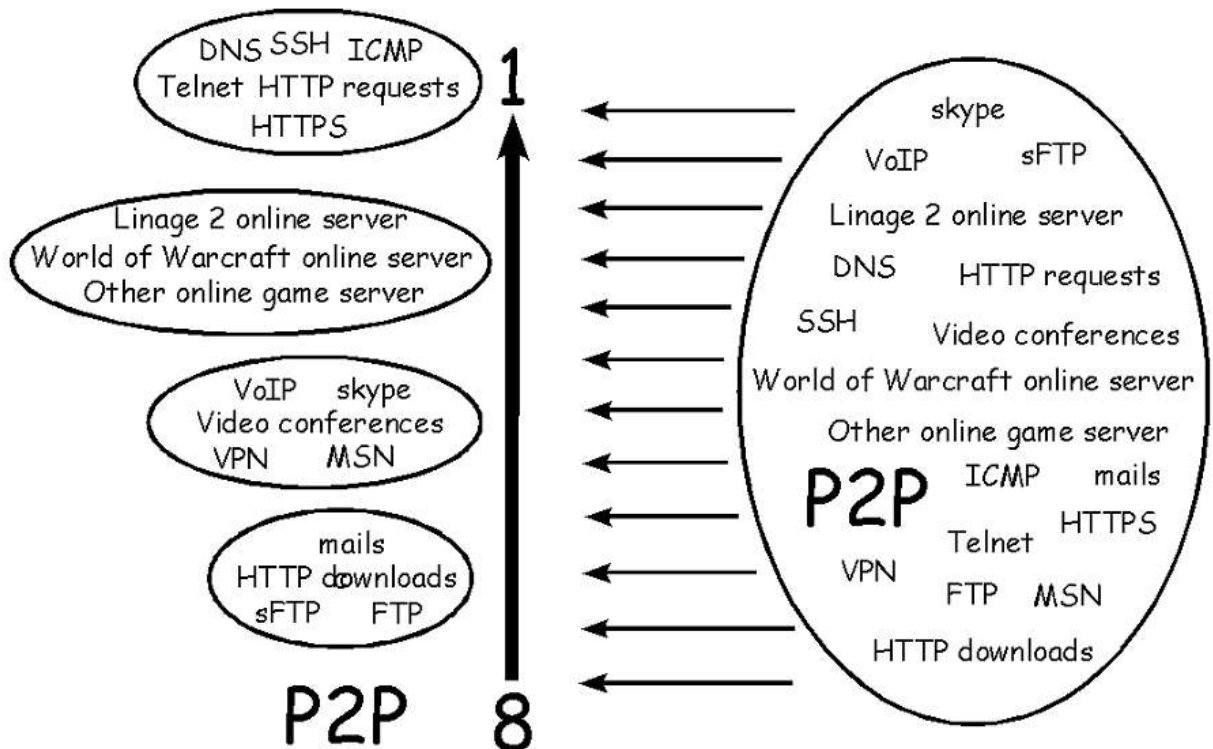 DNS SSH ICMP
Telnet HTTP requests
HTTPS
1
Linage 2 online server
World of Warcraft online server
Other online game server
VoIP skype
Video conferences
VPN MSN
mails
HTTP downloads
sFTP FTP
P2P 8
skype
VoIP sFTP
Linage 2 online server
DNS HTTP requests
SSH Video conferences
World of Warcraft online server
Other online game server
P2P ICMP mails
Telnet HTTPS
VPN FTP MSN
HTTP downloads